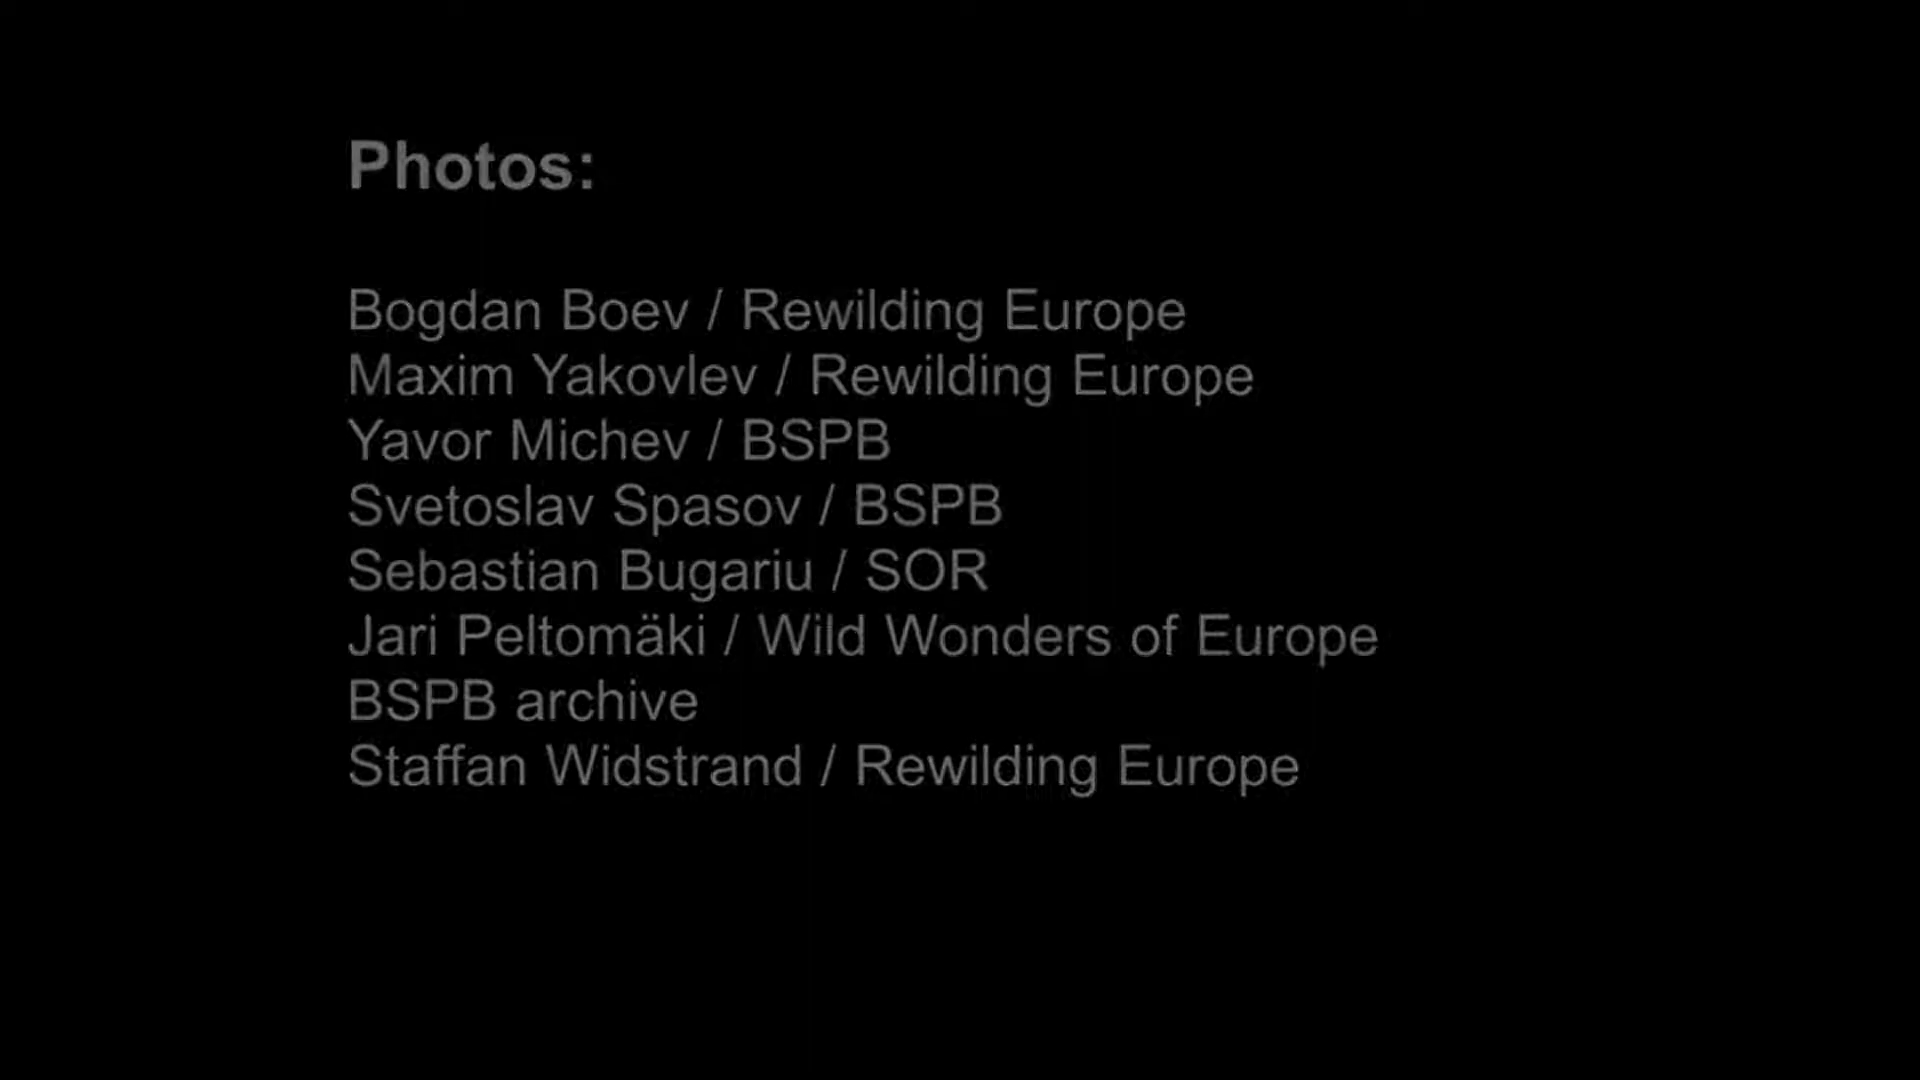 Photos:
Bogdan Boev / Rewilding Europe
Maxim Yakovlev / Rewilding Europe
Yavor Michev / BSPB
Svetoslav Spasov / BSPB
Sebastian Bugariu / SOR
Jari Peltomäki / Wild Wonders of Europe
BSPB archive
Staffan Widstrand / Rewilding Europe